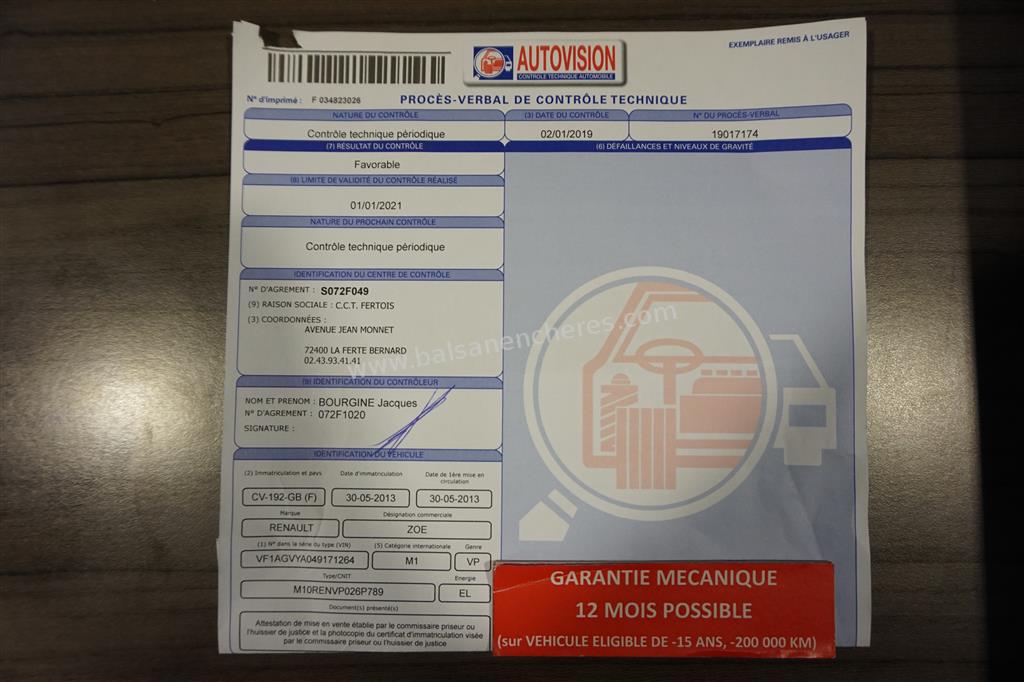 EXEMPLAIRE REMIS À L'USAGER
AUTOVISION
CONTROLE TECHNIQUE AUTOMOBILE
N° d'imprimé : F 034823026
PROCÈS-VERBAL DE CONTRÔLE TECHNIQUE
NATURE DU CONTRÔLE
(3) DATE DU CONTRÔLE
N° DU PROCÈS-VERBAL
Contrôle technique périodique
02/01/2019
19017174
(7) RÉSULTAT DU CONTRÔLE
(6) DÉFAILLANCES ET NIVEAUX DE GRAVITÉ
Favorable
(8) LIMITE DE VALIDITÉ DU CONTRÔLE RÉALISÉ
01/01/2021
NATURE DU PROCHAIN CONTRÔLE
Contrôle technique périodique
IDENTIFICATION DU CENTRE DE CONTRÔLE
N° D'AGREMENT : S072F049
(9) RAISON SOCIALE : C.C.T. FERTOIS
(3) COORDONNÉES :
AVENUE JEAN MONNET
72400 LA FERTE BERNARD
02.43.93.41.41
www.balsanencheres.com
(9) IDENTIFICATION DU CONTRÔLEUR
NOM ET PRENOM : BOURGINE Jacques
N° D'AGREMENT : 072F1020
SIGNATURE :
IDENTIFICATION DU VÉHICULE
(2) Immatriculation et pays
Date d'immatriculation
Date de 1ère mise en
circulation
CV-192-GB (F)
30-05-2013
30-05-2013
Marque
Désignation commerciale
RENAULT
ZOE
(1) N° dans la série du type (VIN)
(5) Catégorie internationale
Genre
VF1AGVYA049171264
M1
VP
Type/CNIT
Energie
M10RENVP026P789
EL
Document(s) présenté(s)
Attestation de mise en vente établie par le commissaire priseur ou
l'huissier de justice et la photocopie du certificat d'immatriculation visée
par le commissaire priseur ou l'huissier de justice
GARANTIE MECANIQUE
12 MOIS POSSIBLE
(sur VEHICULE ELIGIBLE DE -15 ANS, -200 000 KM)